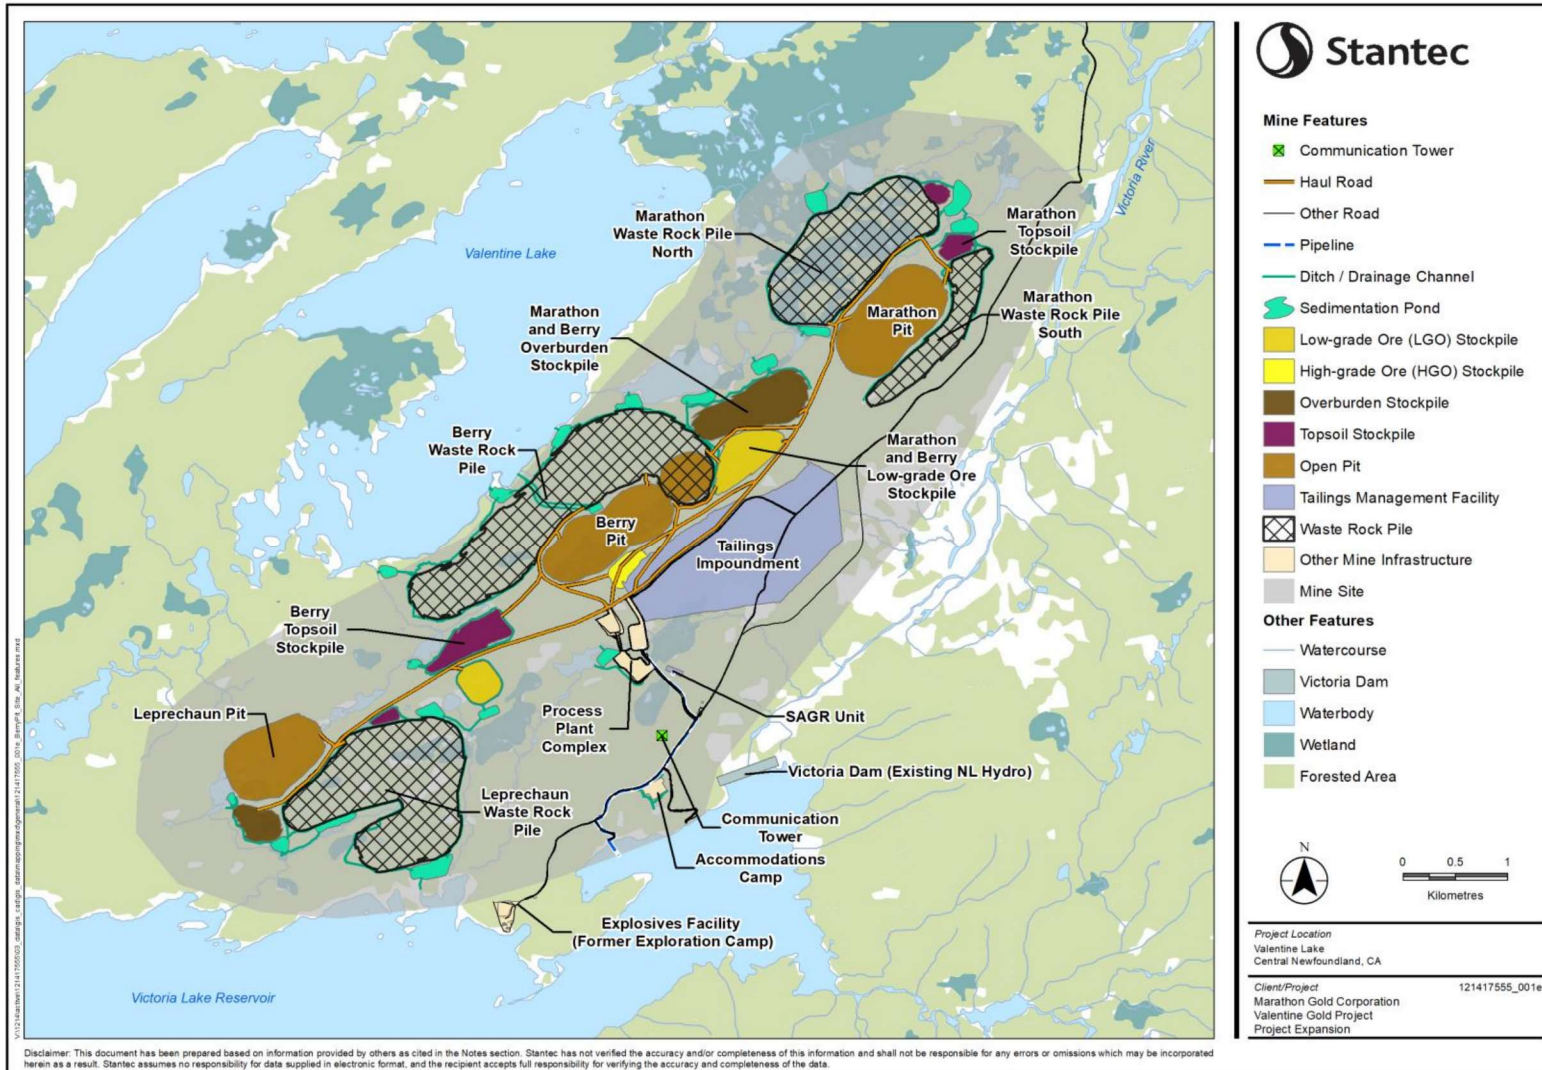 Stantec
Mine Features
Communication Tower
Haul Road
Other Road
Pipeline
Ditch / Drainage Channel
Sedimentation Pond
Low-grade Ore (LGO) Stockpile
High-grade Ore (HGO) Stockpile
Overburden Stockpile
Topsoil Stockpile
Open Pit
Tailings Management Facility
Waste Rock Pile
Other Mine Infrastructure
Mine Site
Other Features
Watercourse
Victoria Dam
Waterbody
Wetland
Forested Area
N
0 0.5 1
Kilometres
Project Location
Valentine Lake
Central Newfoundland, CA
Client/Project 121417555_001e
Marathon Gold Corporation
Valentine Gold Project
Project Expansion
Victoria River
Valentine Lake
Marathon
Waste Rock Pile
North
Marathon
Topsoil
Stockpile
Marathon
Pit
Marathon
Waste Rock Pile
South
Marathon
and Berry
Overburden
Stockpile
Berry
Waste Rock
Pile
Marathon
and Berry
Low-grade Ore
Stockpile
Berry
Pit
Tailings
Impoundment
Berry
Topsoil
Stockpile
Leprechaun Pit
Process
Plant
Complex
SAGR Unit
Victoria Dam (Existing NL Hydro)
Leprechaun
Waste Rock
Pile
Communication
Tower
Accommodations
Camp
Explosives Facility
(Former Exploration Camp)
Victoria Lake Reservoir
Disclaimer: This document has been prepared based on information provided by others as cited in the Notes section. Stantec has not verified the accuracy and/or completeness of this information and shall not be responsible for any errors or omissions which may be incorporated
herein as a result. Stantec assumes no responsibility for data supplied in electronic format, and the recipient accepts full responsibility for verifying the accuracy and completeness of the data.